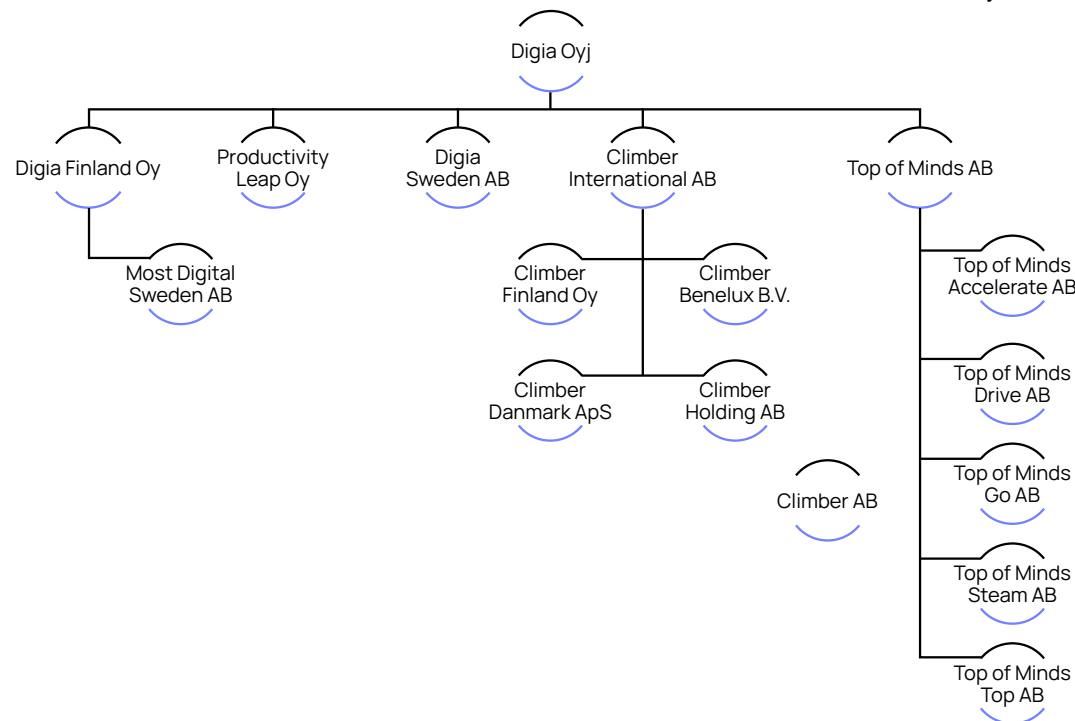 Digia Oyj
Digia Finland Oy
Productivity
Leap Oy
Digia
Sweden AB
Climber
International AB
Top of Minds AB
Most Digital
Sweden AB
Climber
Finland Oy
Climber
Benelux B.V.
Top of Minds
Accelerate AB
Climber
Danmark ApS
Climber
Holding AB
Top of Minds
Drive AB
Climber AB
Top of Minds
Go AB
Top of Minds
Steam AB
Top of Minds
Top AB